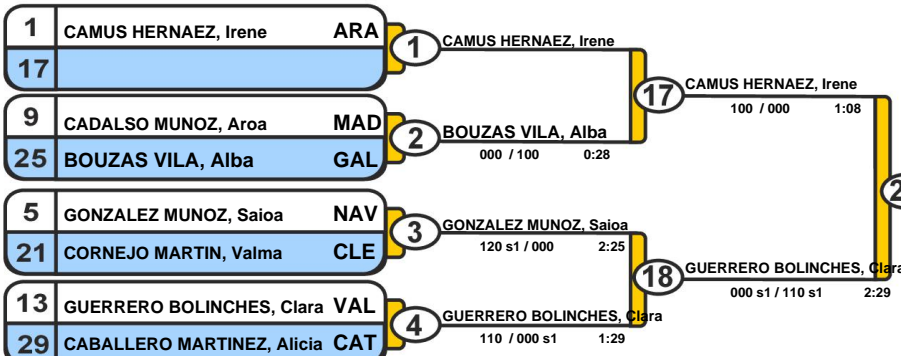 1 CAMUS HERNAEZ, Irene ARA
17
1 CAMUS HERNAEZ, Irene
9 CADALSO MUNOZ, Aroa MAD
25 BOUZAS VILA, Alba GAL
2 BOUZAS VILA, Alba
000 / 100 0:28
17 CAMUS HERNAEZ, Irene
100 / 000 1:08
5 GONZALEZ MUNOZ, Saioa NAV
21 CORNEJO MARTIN, Valma CLE
3 GONZALEZ MUNOZ, Saioa
120 s1 / 000 2:25
13 GUERRERO BOLINCHES, Clara VAL
29 CABALLERO MARTINEZ, Alicia CAT
4 GUERRERO BOLINCHES, Clara
110 / 000 s1 1:29
18 GUERRERO BOLINCHES, Clara
000 s1 / 110 s1 2:29